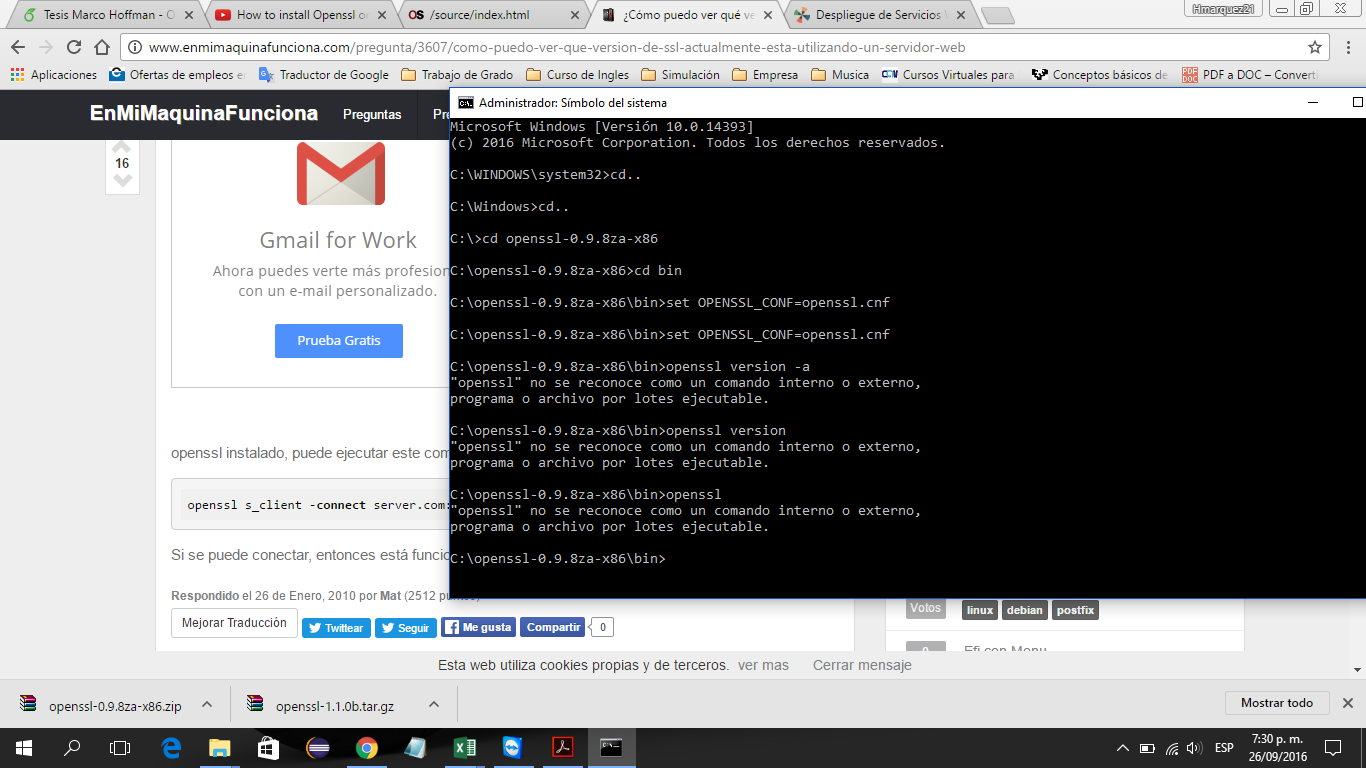 Tesis Marco Hoffman - O
How to install Openssl o
/source/index.html
¿Cómo puedo ver qué ve
Despliegue de Servicios
Hmarquez21
www.enmimaquinafunciona.com/pregunta/3607/como-puedo-ver-que-version-de-ssl-actualmente-esta-utilizando-un-servidor-web
Aplicaciones
Ofertas de empleos e
Traductor de Google
Trabajo de Grado
Curso de Ingles
Simulación
Empresa
Musica
Cursos Virtuales para
Conceptos básicos de
PDF a DOC – Convert
EnMiMaquinaFunciona
Preguntas
Pre
16
Gmail for Work
Ahora puedes verte más profesion
con un e-mail personalizado.
Prueba Gratis
openssl instalado, puede ejecutar este com
openssl s_client -connect server.com:
Si se puede conectar, entonces está funcio
Respondido el 26 de Enero, 2010 por Mat (2512 puntos)
Mejorar Traducción
Twittear
Seguir
Me gusta
Compartir
0
Administrador: Símbolo del sistema
Microsoft Windows [Versión 10.0.14393]
(c) 2016 Microsoft Corporation. Todos los derechos reservados.
C:\WINDOWS\system32>cd..
C:\Windows>cd..
C:\>cd openssl-0.9.8za-x86
C:\openssl-0.9.8za-x86>cd bin
C:\openssl-0.9.8za-x86\bin>set OPENSSL_CONF=openssl.cnf
C:\openssl-0.9.8za-x86\bin>set OPENSSL_CONF=openssl.cnf
C:\openssl-0.9.8za-x86\bin>openssl version -a
"openssl" no se reconoce como un comando interno o externo,
programa o archivo por lotes ejecutable.
C:\openssl-0.9.8za-x86\bin>openssl version
"openssl" no se reconoce como un comando interno o externo,
programa o archivo por lotes ejecutable.
C:\openssl-0.9.8za-x86\bin>openssl
"openssl" no se reconoce como un comando interno o externo,
programa o archivo por lotes ejecutable.
C:\openssl-0.9.8za-x86\bin>
Votos
linux
debian
postfix
Esta web utiliza cookies propias y de terceros. ver mas Cerrar mensaje
openssl-0.9.8za-x86.zip
openssl-1.1.0b.tar.gz
Mostrar todo
ESP
7:30 p. m.
26/09/2016